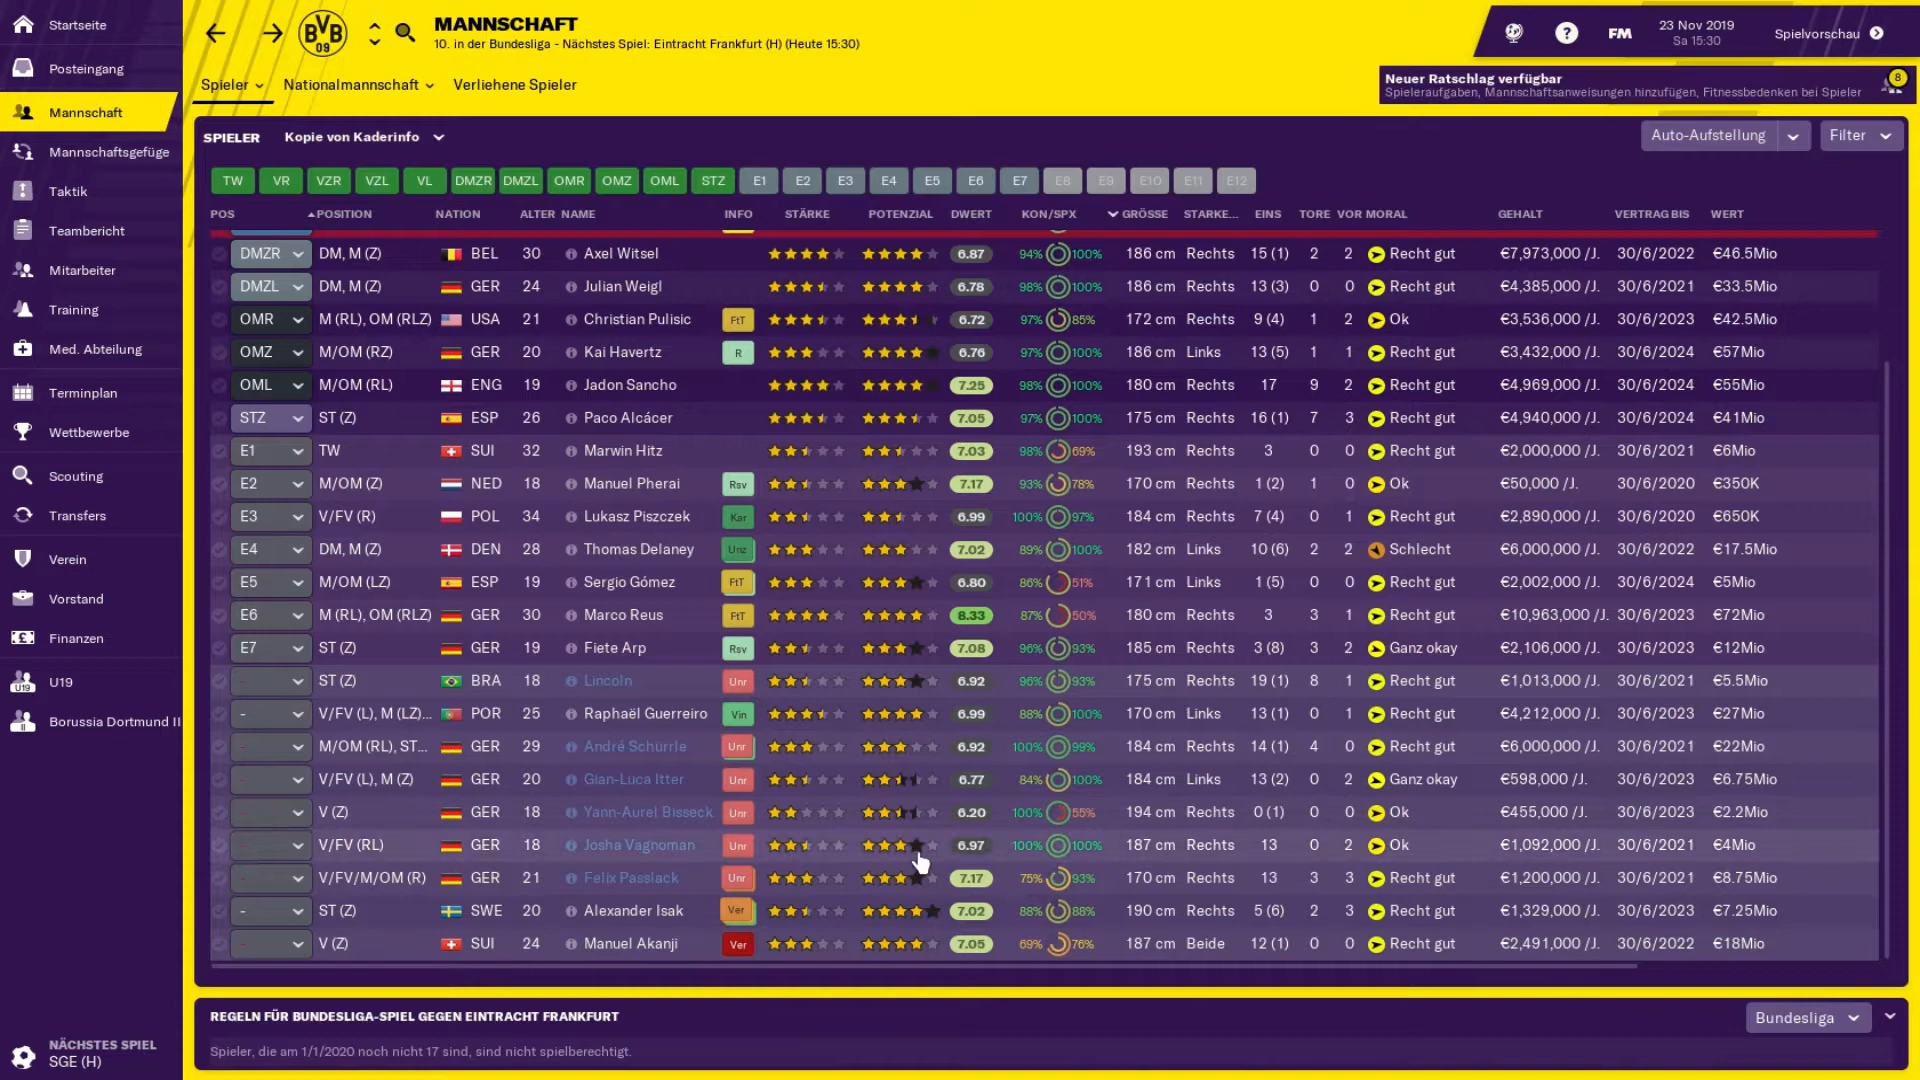 Startseite
Posteingang
Mannschaft
Mannschaftsgefüge
Taktik
Teambericht
Mitarbeiter
Training
Med. Abteilung
Terminplan
Wettbewerbe
Scouting
Transfers
Verein
Vorstand
Finanzen
U19
U19
II Borussia Dortmund II
NÄCHSTES SPIEL
SGE (H)
BVB 09
MANNSCHAFT
10. in der Bundesliga - Nächstes Spiel: Eintracht Frankfurt (H) (Heute 15:30)
? FM
23 Nov 2019
Sa 15:30
Spielvorschau
Spieler Nationalmannschaft Verliehene Spieler
Neuer Ratschlag verfügbar 8
Spieleraufgaben, Mannschaftsanweisungen hinzufügen, Fitnessbedenken bei Spieler
SPIELER Kopie von Kaderinfo Auto-Aufstellung Filter
TW VR VZR VZL VL DMZR DMZL OMR OMZ OML STZ E1 E2 E3 E4 E5 E6 E7 E8 E9 E10 E11 E12
POS POSITION NATION ALTER NAME INFO STÄRKE POTENZIAL DWERT KON/SPX GRÖSSE STARKE... EINS TORE VOR MORAL GEHALT VERTRAG BIS WERT
DMZR DM, M (Z) BEL 30 Axel Witsel 6.87 94% 100% 186 cm Rechts 15 (1) 2 2 Recht gut €7,973,000 /J. 30/6/2022 €46.5Mio
DMZL DM, M (Z) GER 24 Julian Weigl 6.78 98% 100% 186 cm Rechts 13 (3) 0 0 Recht gut €4,385,000 /J. 30/6/2021 €33.5Mio
OMR M (RL), OM (RLZ) USA 21 Christian Pulisic FtT 6.72 97% 85% 172 cm Rechts 9 (4) 1 2 Ok €3,536,000 /J. 30/6/2023 €42.5Mio
OMZ M/OM (RZ) GER 20 Kai Havertz R 6.76 97% 100% 186 cm Links 13 (5) 1 1 Recht gut €3,432,000 /J. 30/6/2024 €57Mio
OML M/OM (RL) ENG 19 Jadon Sancho 7.25 98% 100% 180 cm Rechts 17 9 2 Recht gut €4,969,000 /J. 30/6/2024 €55Mio
STZ ST (Z) ESP 26 Paco Alcácer 7.05 97% 100% 175 cm Rechts 16 (1) 7 3 Recht gut €4,940,000 /J. 30/6/2024 €41Mio
E1 TW SUI 32 Marwin Hitz 7.03 98% 69% 193 cm Rechts 3 0 0 Recht gut €2,000,000 /J. 30/6/2021 €6Mio
E2 M/OM (Z) NED 18 Manuel Pherai Rsv 7.17 93% 78% 170 cm Rechts 1 (2) 1 0 Ok €50,000 /J. 30/6/2020 €350K
E3 V/FV (R) POL 34 Lukasz Piszczek Kar 6.99 100% 97% 184 cm Rechts 7 (4) 0 1 Recht gut €2,890,000 /J. 30/6/2020 €650K
E4 DM, M (Z) DEN 28 Thomas Delaney Unz 7.02 89% 100% 182 cm Links 10 (6) 2 2 Schlecht €6,000,000 /J. 30/6/2022 €17.5Mio
E5 M/OM (LZ) ESP 19 Sergio Gómez FtT 6.80 86% 51% 171 cm Links 1 (5) 0 0 Recht gut €2,002,000 /J. 30/6/2024 €5Mio
E6 M (RL), OM (RLZ) GER 30 Marco Reus FtT 8.33 87% 50% 180 cm Rechts 3 3 1 Recht gut €10,963,000 /J. 30/6/2023 €72Mio
E7 ST (Z) GER 19 Fiete Arp Rsv 7.08 96% 93% 185 cm Rechts 3 (8) 3 2 Ganz okay €2,106,000 /J. 30/6/2023 €12Mio
- ST (Z) BRA 18 Lincoln Unr 6.92 96% 93% 175 cm Rechts 19 (1) 8 1 Recht gut €1,013,000 /J. 30/6/2021 €5.5Mio
- V/FV (L), M (LZ)... POR 25 Raphaël Guerreiro Vin 6.99 88% 100% 170 cm Links 13 (1) 0 1 Recht gut €4,212,000 /J. 30/6/2023 €27Mio
- M/OM (RL), ST... GER 29 André Schürrle Unr 6.92 100% 99% 184 cm Rechts 14 (1) 4 0 Recht gut €6,000,000 /J. 30/6/2021 €22Mio
- V/FV (L), M (Z) GER 20 Gian-Luca Itter Unr 6.77 84% 100% 184 cm Links 13 (2) 0 2 Ganz okay €598,000 /J. 30/6/2023 €6.75Mio
- V (Z) GER 18 Yann-Aurel Bisseck Unr 6.20 100% 55% 194 cm Rechts 0 (1) 0 0 Ok €455,000 /J. 30/6/2023 €2.2Mio
- V/FV (RL) GER 18 Josha Vagnoman Unr 6.97 100% 100% 187 cm Rechts 13 0 2 Ok €1,092,000 /J. 30/6/2021 €4Mio
- V/FV/M/OM (R) GER 21 Felix Passlack Unr 7.17 75% 93% 170 cm Rechts 13 3 3 Recht gut €1,200,000 /J. 30/6/2021 €8.75Mio
- ST (Z) SWE 20 Alexander Isak Ver 7.02 88% 88% 190 cm Rechts 5 (6) 2 3 Recht gut €1,329,000 /J. 30/6/2023 €7.25Mio
- V (Z) SUI 24 Manuel Akanji Ver 7.05 69% 76% 187 cm Beide 12 (1) 0 0 Recht gut €2,491,000 /J. 30/6/2022 €18Mio
REGELN FÜR BUNDESLIGA-SPIEL GEGEN EINTRACHT FRANKFURT Bundesliga
Spieler, die am 1/1/2020 noch nicht 17 sind, sind nicht spielberechtigt.